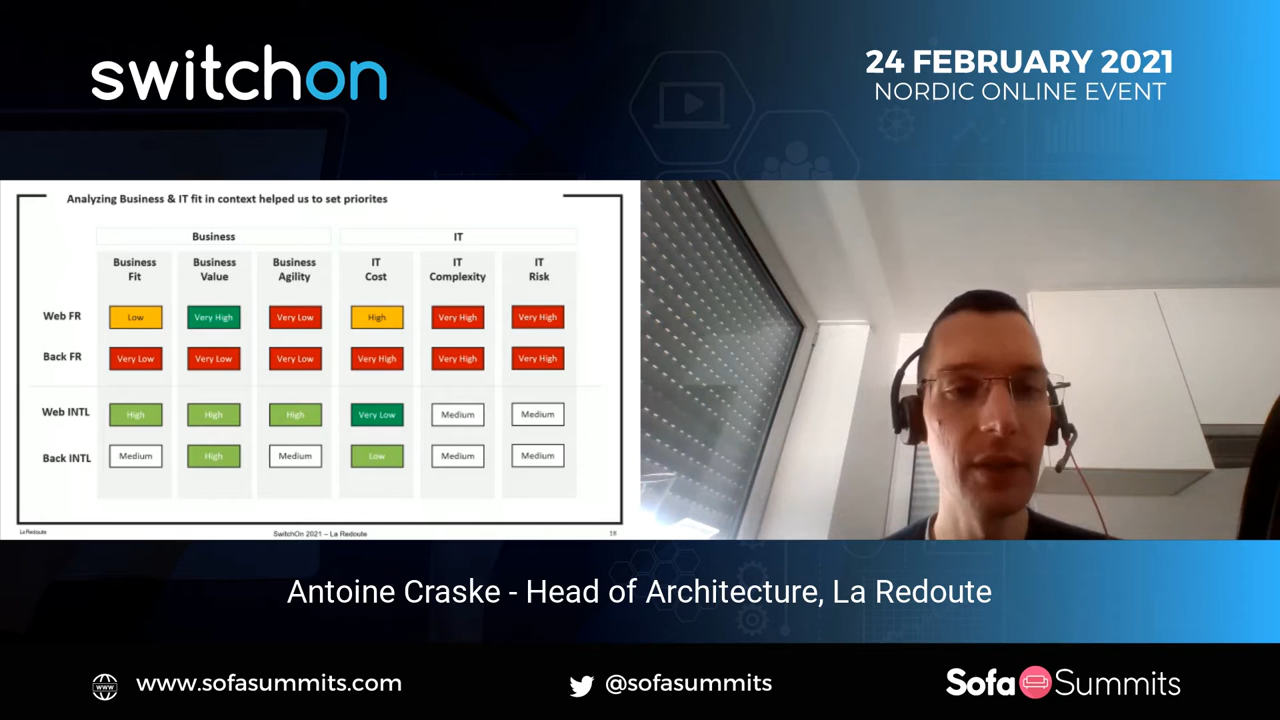 switchon
24 FEBRUARY 2021
NORDIC ONLINE EVENT
Analyzing Business & IT fit in context helped us to set priorites
Business IT
Business Fit Business Value Business Agility IT Cost IT Complexity IT Risk
Web FR Low Very High Very Low High Very High Very High
Back FR Very Low Very Low Very Low Very High Very High Very High
Web INTL High High High Very Low Medium Medium
Back INTL Medium High Medium Low Medium Medium
LaRedoute SwitchOn 2021 – La Redoute 18
Antoine Craske - Head of Architecture, La Redoute
www.sofasummits.com @sofasummits Sofa Summits